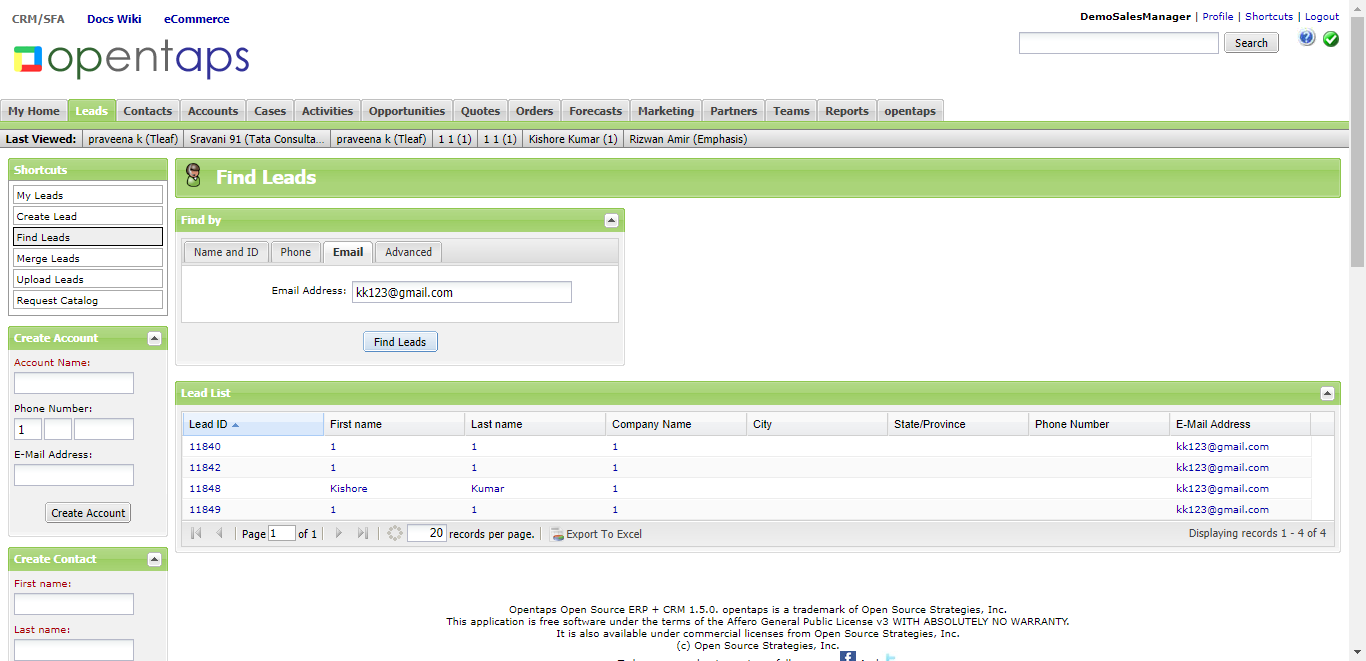 CRM/SFA Docs Wiki eCommerce
DemoSalesManager | Profile | Shortcuts | Logout
opentaps
Search
My Home Leads Contacts Accounts Cases Activities Opportunities Quotes Orders Forecasts Marketing Partners Teams Reports opentaps
Last Viewed: praveena k (Tleaf) Sravani 91 (Tata Consulta... praveena k (Tleaf) 1 1 (1) 1 1 (1) Kishore Kumar (1) Rizwan Amir (Emphasis)
Shortcuts
My Leads
Create Lead
Find Leads
Merge Leads
Upload Leads
Request Catalog
Create Account
Account Name:
Phone Number:
1
E-Mail Address:
Create Account
Create Contact
First name:
Last name:
Find Leads
Find by
Name and ID Phone Email Advanced
Email Address: kk123@gmail.com
Find Leads
Lead List
Lead ID First name Last name Company Name City State/Province Phone Number E-Mail Address
11840 1 1 1 kk123@gmail.com
11842 1 1 1 kk123@gmail.com
11848 Kishore Kumar 1 kk123@gmail.com
11849 1 1 1 kk123@gmail.com
Page 1 of 1 20 records per page. Export To Excel Displaying records 1 - 4 of 4
Opentaps Open Source ERP + CRM 1.5.0. opentaps is a trademark of Open Source Strategies, Inc.
This application is free software under the terms of the Affero General Public License v3 WITH ABSOLUTELY NO WARRANTY.
It is also available under commercial licenses from Open Source Strategies, Inc.
(c) Open Source Strategies, Inc.